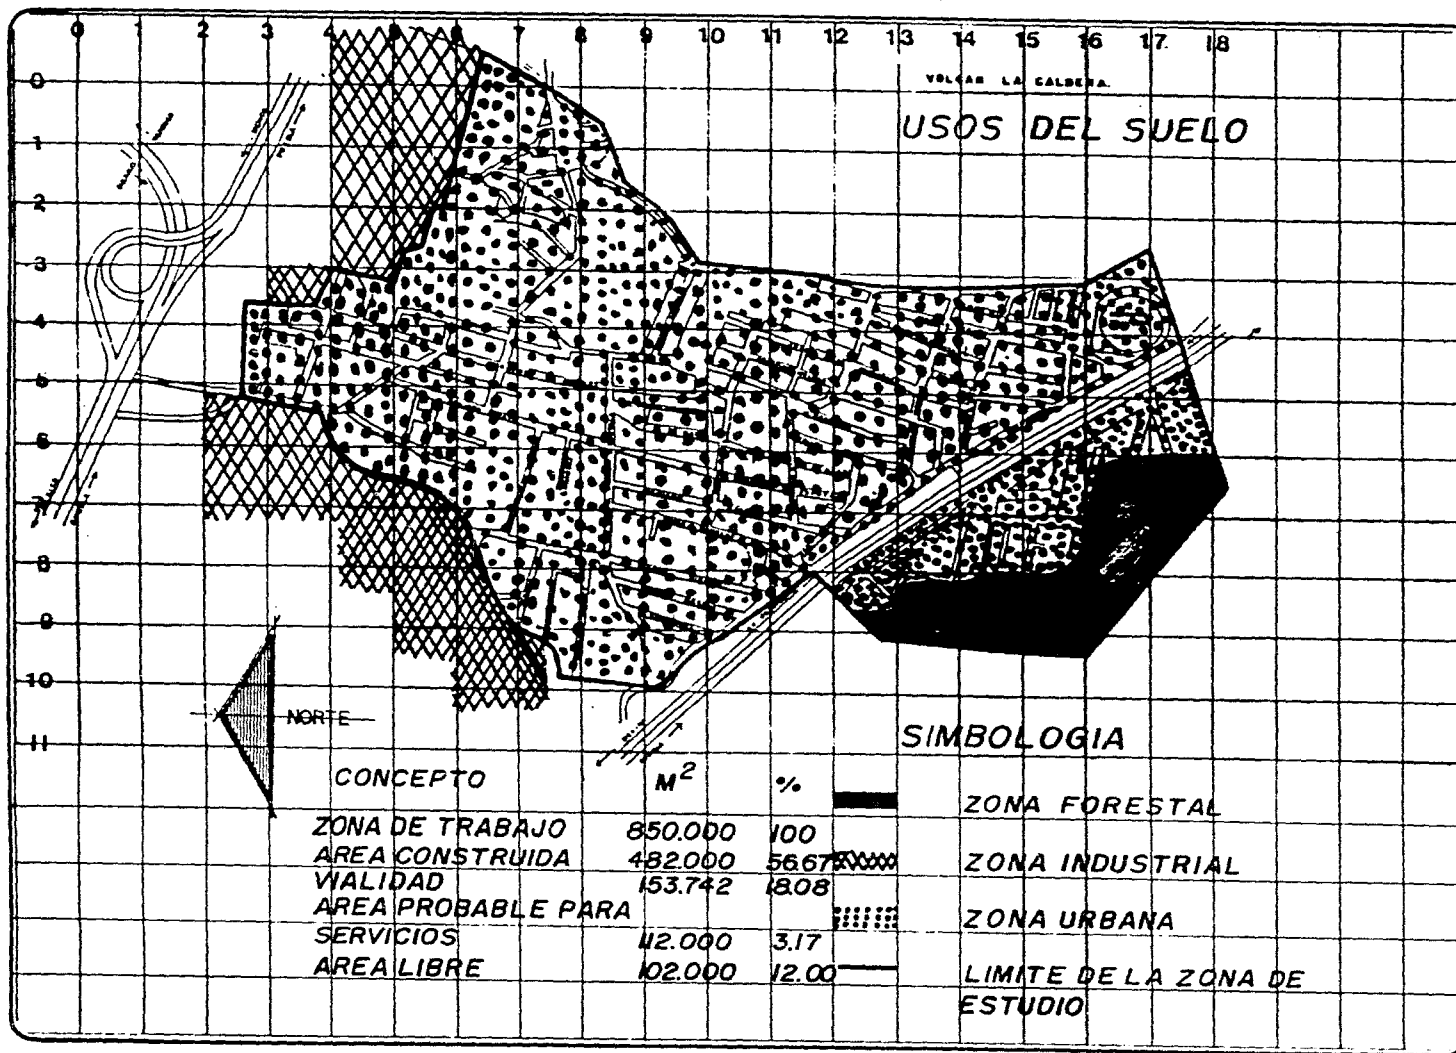 0 2 3 4 5 6 7 8 9 10 11 12 13 14 15 16 17 18
0
1
2
3
4
5
6
7
8
9
10
11
VOLCAN LA CALDERA.
USOS DEL SUELO
NORTE
SIMBOLOGIA
CONCEPTO M2 %
ZONA DE TRABAJO 850.000 100
AREA CONSTRUIDA 482.000 56.67
VIALIDAD 153.742 18.08
AREA PROBABLE PARA
SERVICIOS 112.000 3.17
AREA LIBRE 102.000 12.00
ZONA FORESTAL
ZONA INDUSTRIAL
ZONA URBANA
LIMITE DE LA ZONA DE
ESTUDIO